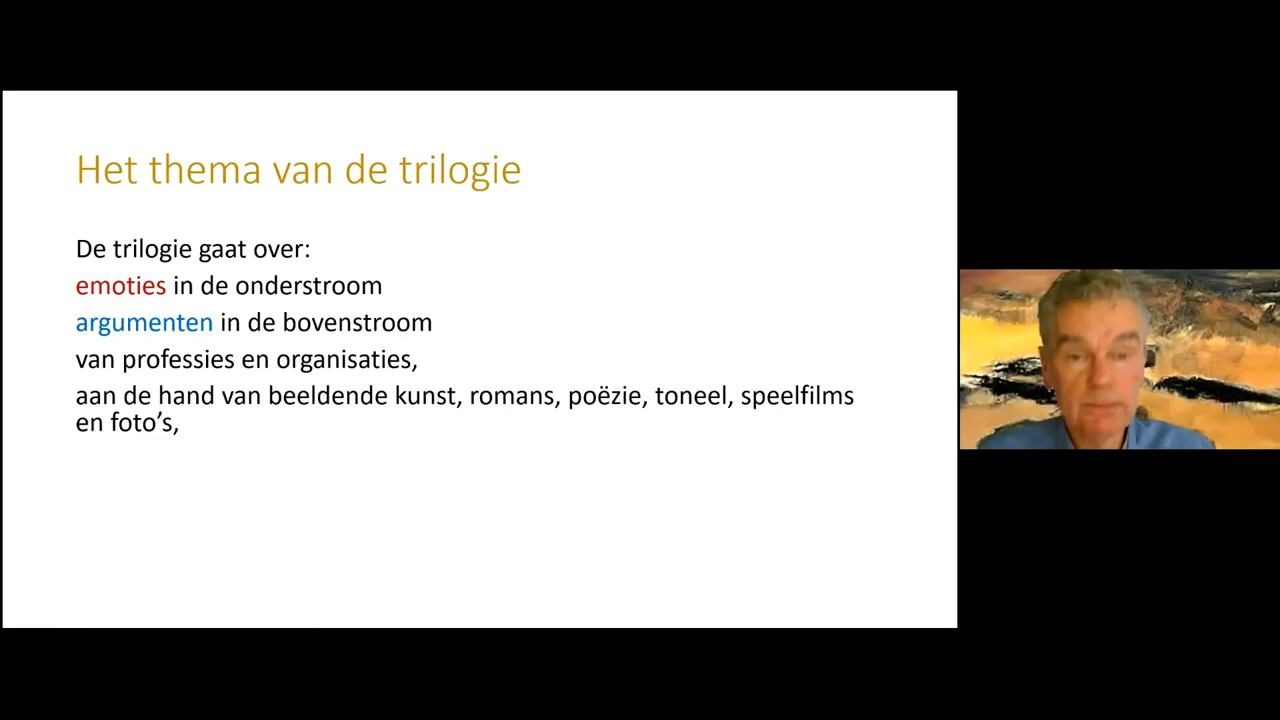 Het thema van de trilogie
De trilogie gaat over:
emoties in de onderstroom
argumenten in de bovenstroom
van professies en organisaties,
aan de hand van beeldende kunst, romans, poëzie, toneel, speelfilms
en foto’s,